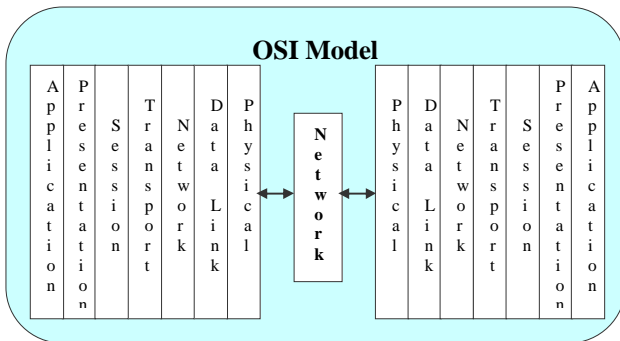 OSI Model
Application
Presentation
Session
Transport
Network
Data Link
Physical
Network
Physical
Data Link
Network
Transport
Session
Presentation
Application